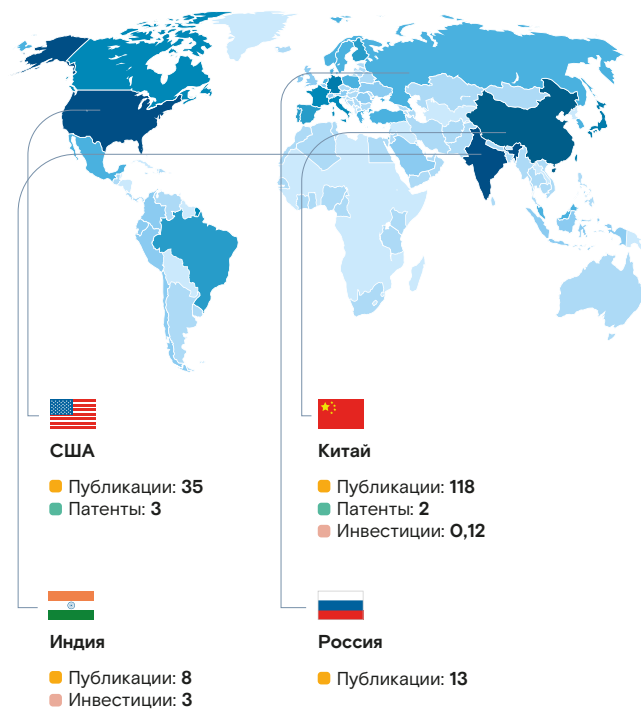 США
Публикации: 35
Патенты: 3
Китай
Публикации: 118
Патенты: 2
Инвестиции: 0,12
Индия
Публикации: 8
Инвестиции: 3
Россия
Публикации: 13